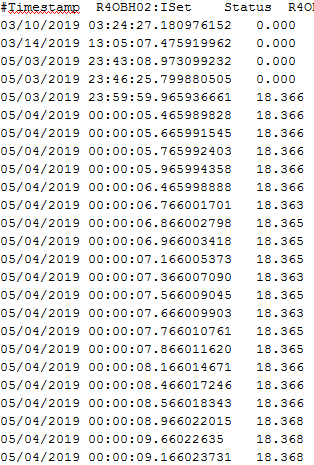 #Timestamp R4OBH02:ISet Status R4O
03/10/2019 03:24:27.180976152 0.000
03/14/2019 13:05:07.475919962 0.000
05/03/2019 23:43:08.973099232 0.000
05/03/2019 23:46:25.799880505 0.000
05/03/2019 23:59:59.965936661 18.366
05/04/2019 00:00:05.465989828 18.366
05/04/2019 00:00:05.665991545 18.366
05/04/2019 00:00:05.765992403 18.366
05/04/2019 00:00:05.965994358 18.366
05/04/2019 00:00:06.465998888 18.366
05/04/2019 00:00:06.766001701 18.363
05/04/2019 00:00:06.866002798 18.365
05/04/2019 00:00:06.966003418 18.365
05/04/2019 00:00:07.166005373 18.365
05/04/2019 00:00:07.366007090 18.363
05/04/2019 00:00:07.566009045 18.365
05/04/2019 00:00:07.666009903 18.363
05/04/2019 00:00:07.766010761 18.365
05/04/2019 00:00:07.866011620 18.365
05/04/2019 00:00:08.166014671 18.366
05/04/2019 00:00:08.466017246 18.366
05/04/2019 00:00:08.566018343 18.366
05/04/2019 00:00:08.966022015 18.368
05/04/2019 00:00:09.66022635 18.368
05/04/2019 00:00:09.166023731 18.368